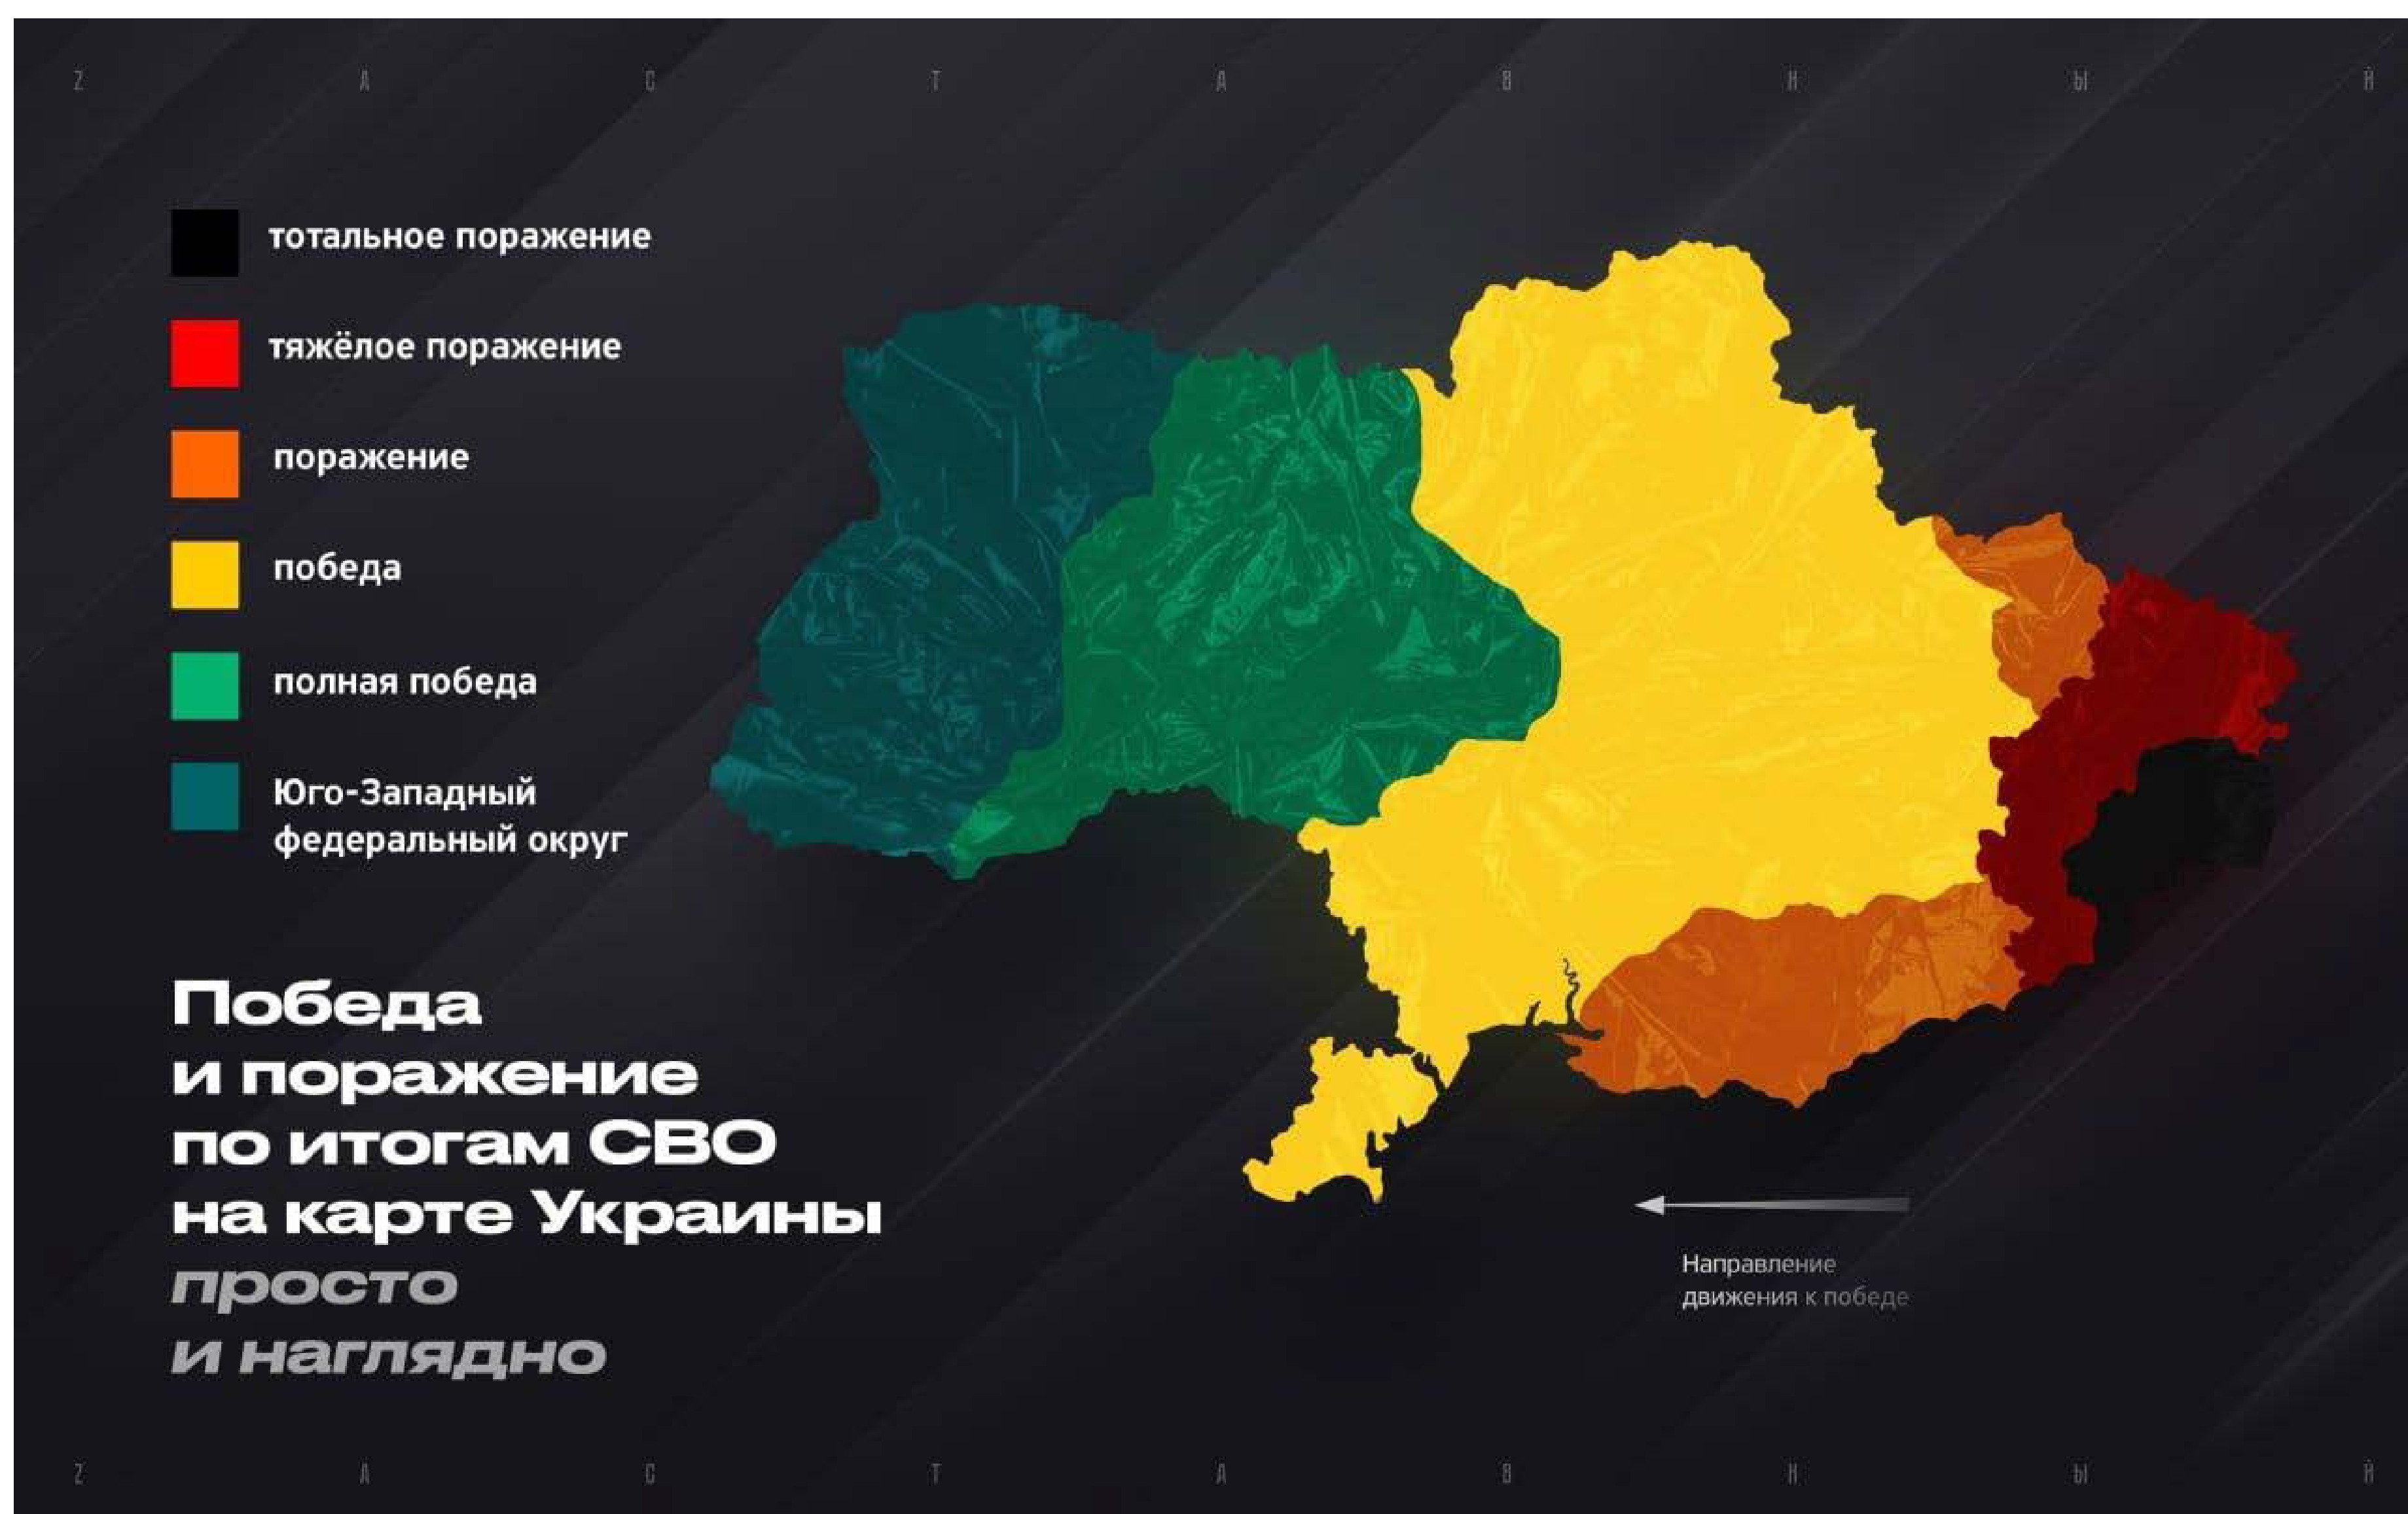 Z А С Т А В Н Ы Й
тотальное поражение
тяжёлое поражение
поражение
победа
полная победа
Юго-Западный
федеральный округ
Победа
и поражение
по итогам СВО
на карте Украины
просто
и наглядно
Направление
движения к победе
Z А С Т А В Н Ы Й